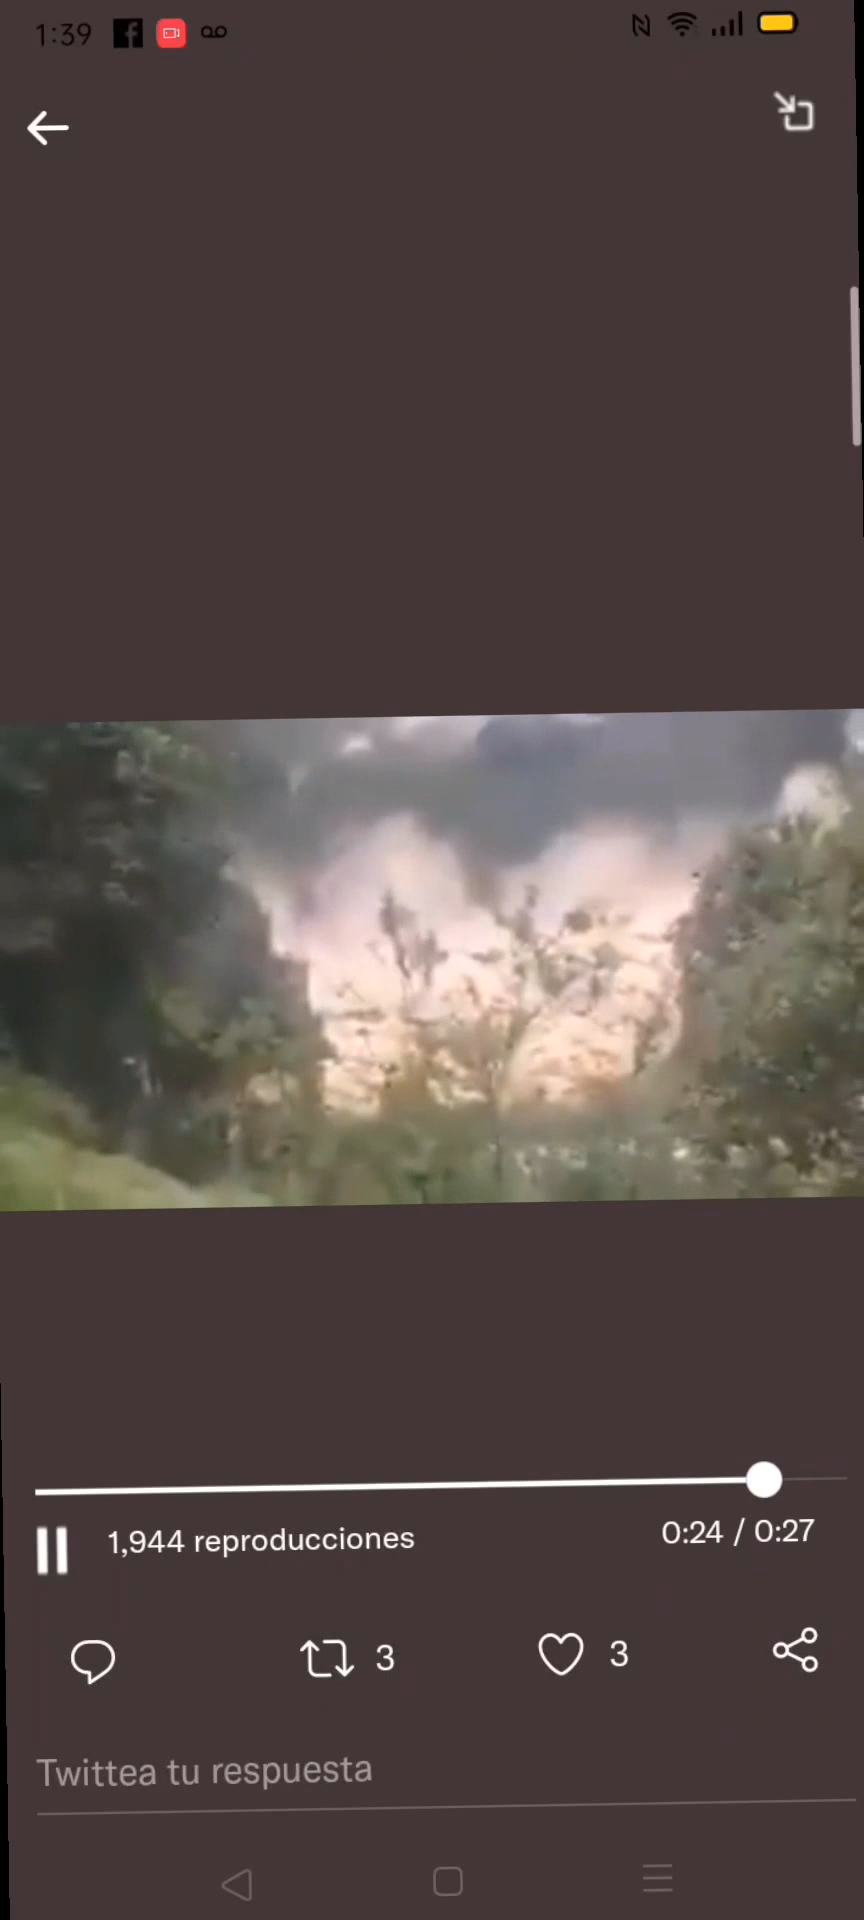 1:39
1,944 reproducciones
0:24 / 0:27
3
3
Twittea tu respuesta